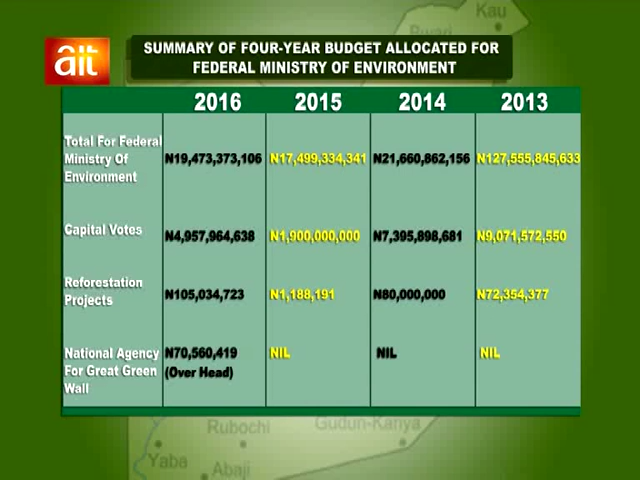 Kau
Rwari
ait
SUMMARY OF FOUR-YEAR BUDGET ALLOCATED FOR
FEDERAL MINISTRY OF ENVIRONMENT
2016 2015 2014 2013
Total For Federal
Ministry Of
Environment
N19,473,373,106 N17,499,334,341 N21,660,862,156 N127,555,845,633
Capital Votes N4,957,964,638 N1,900,000,000 N7,395,898,681 N9,071,572,550
Reforestation
Projects
N105,034,723 N1,188,191 N80,000,000 N72,354,377
National Agency
For Great Green
Wall
N70,560,419
(Over Head)
NIL NIL NIL
Rubochi
Gudun-Kariya
Yaba
Abaji